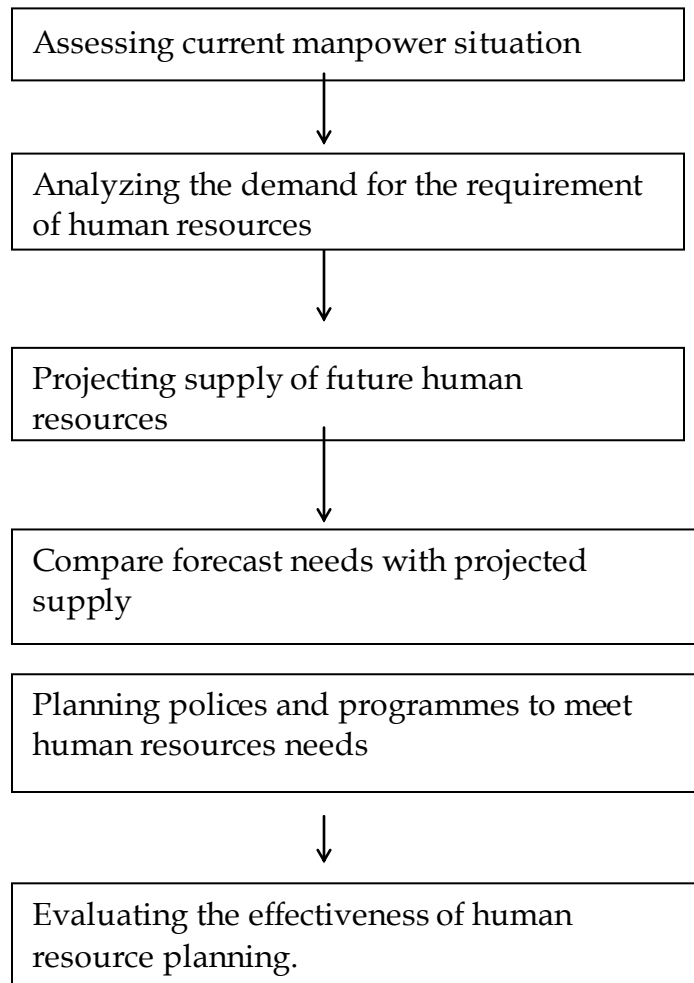 Assessing current manpower situation
Analyzing the demand for the requirement
of human resources
Projecting supply of future human
resources
Compare forecast needs with projected
supply
Planning polices and programmes to meet
human resources needs
Evaluating the effectiveness of human
resource planning.